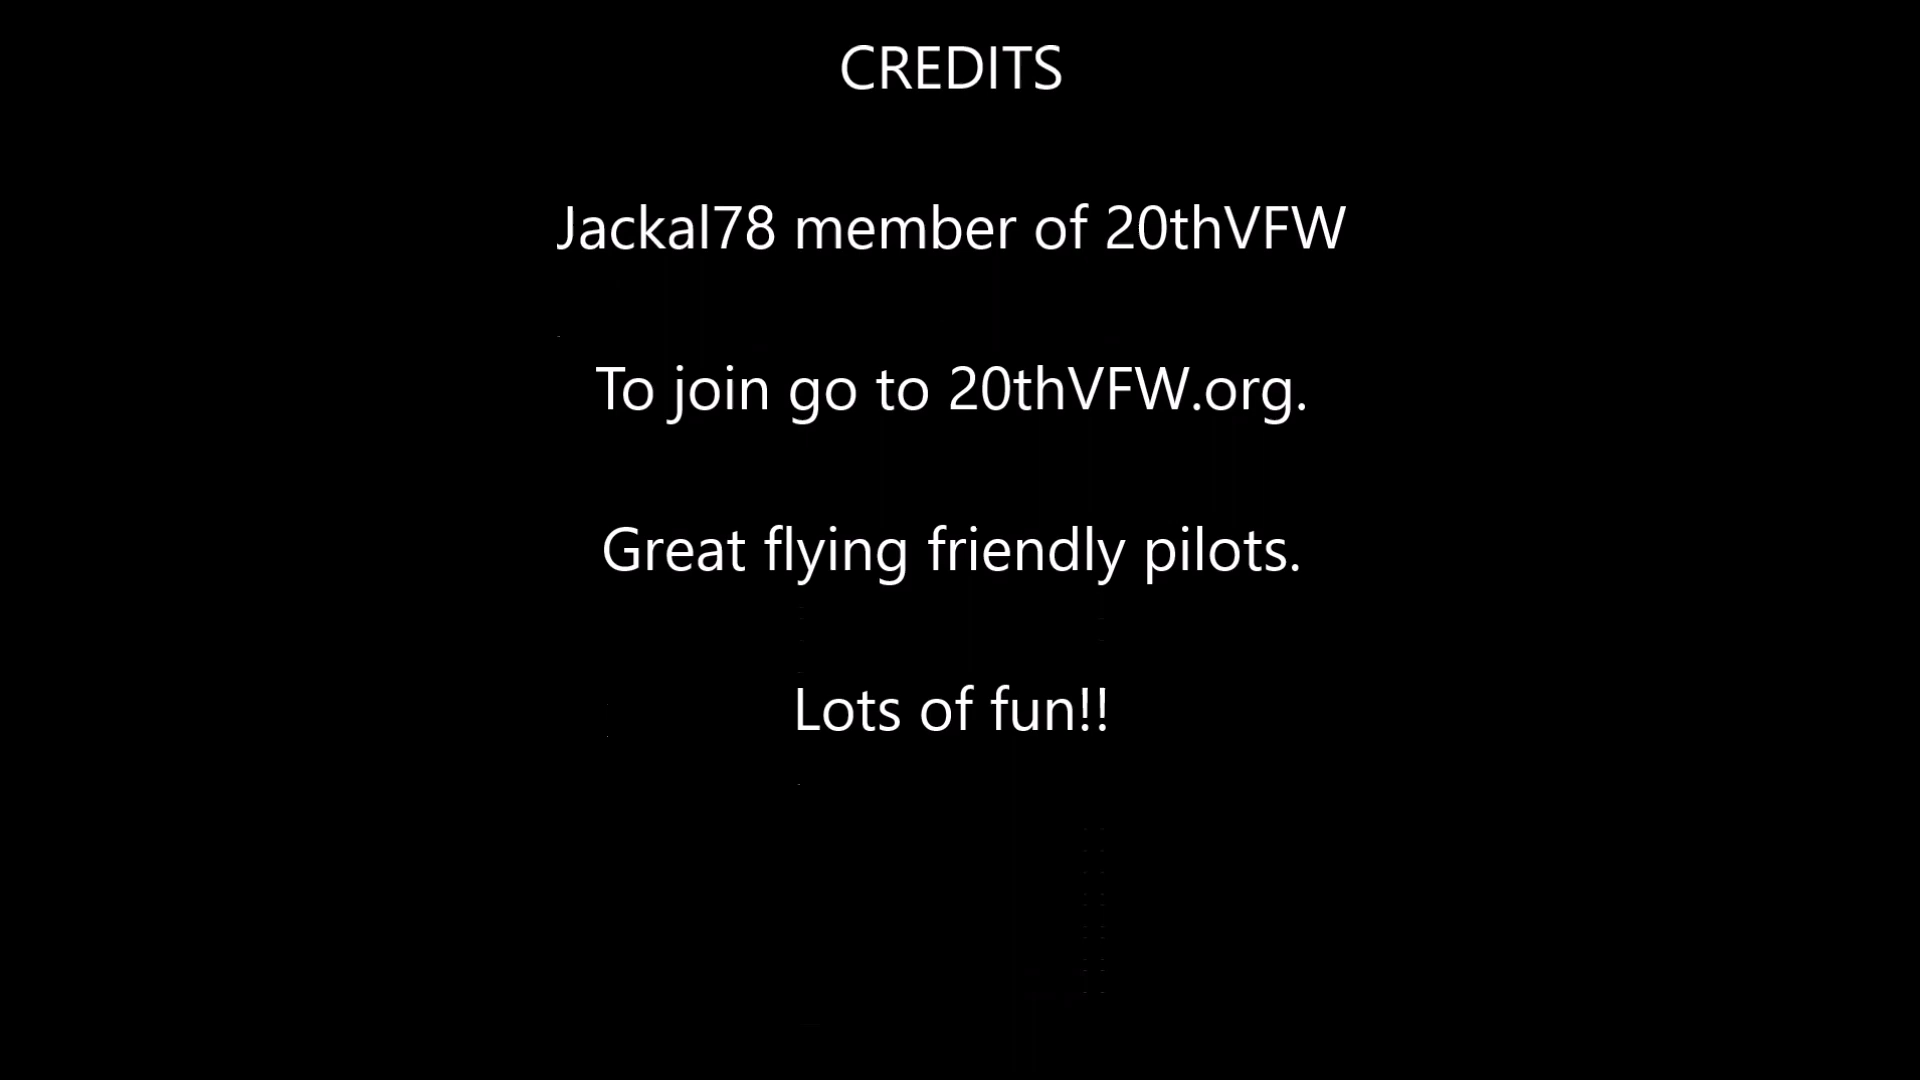 CREDITS
Jackal78 member of 20thVFW
To join go to 20thVFW.org.
Great flying friendly pilots.
Lots of fun!!